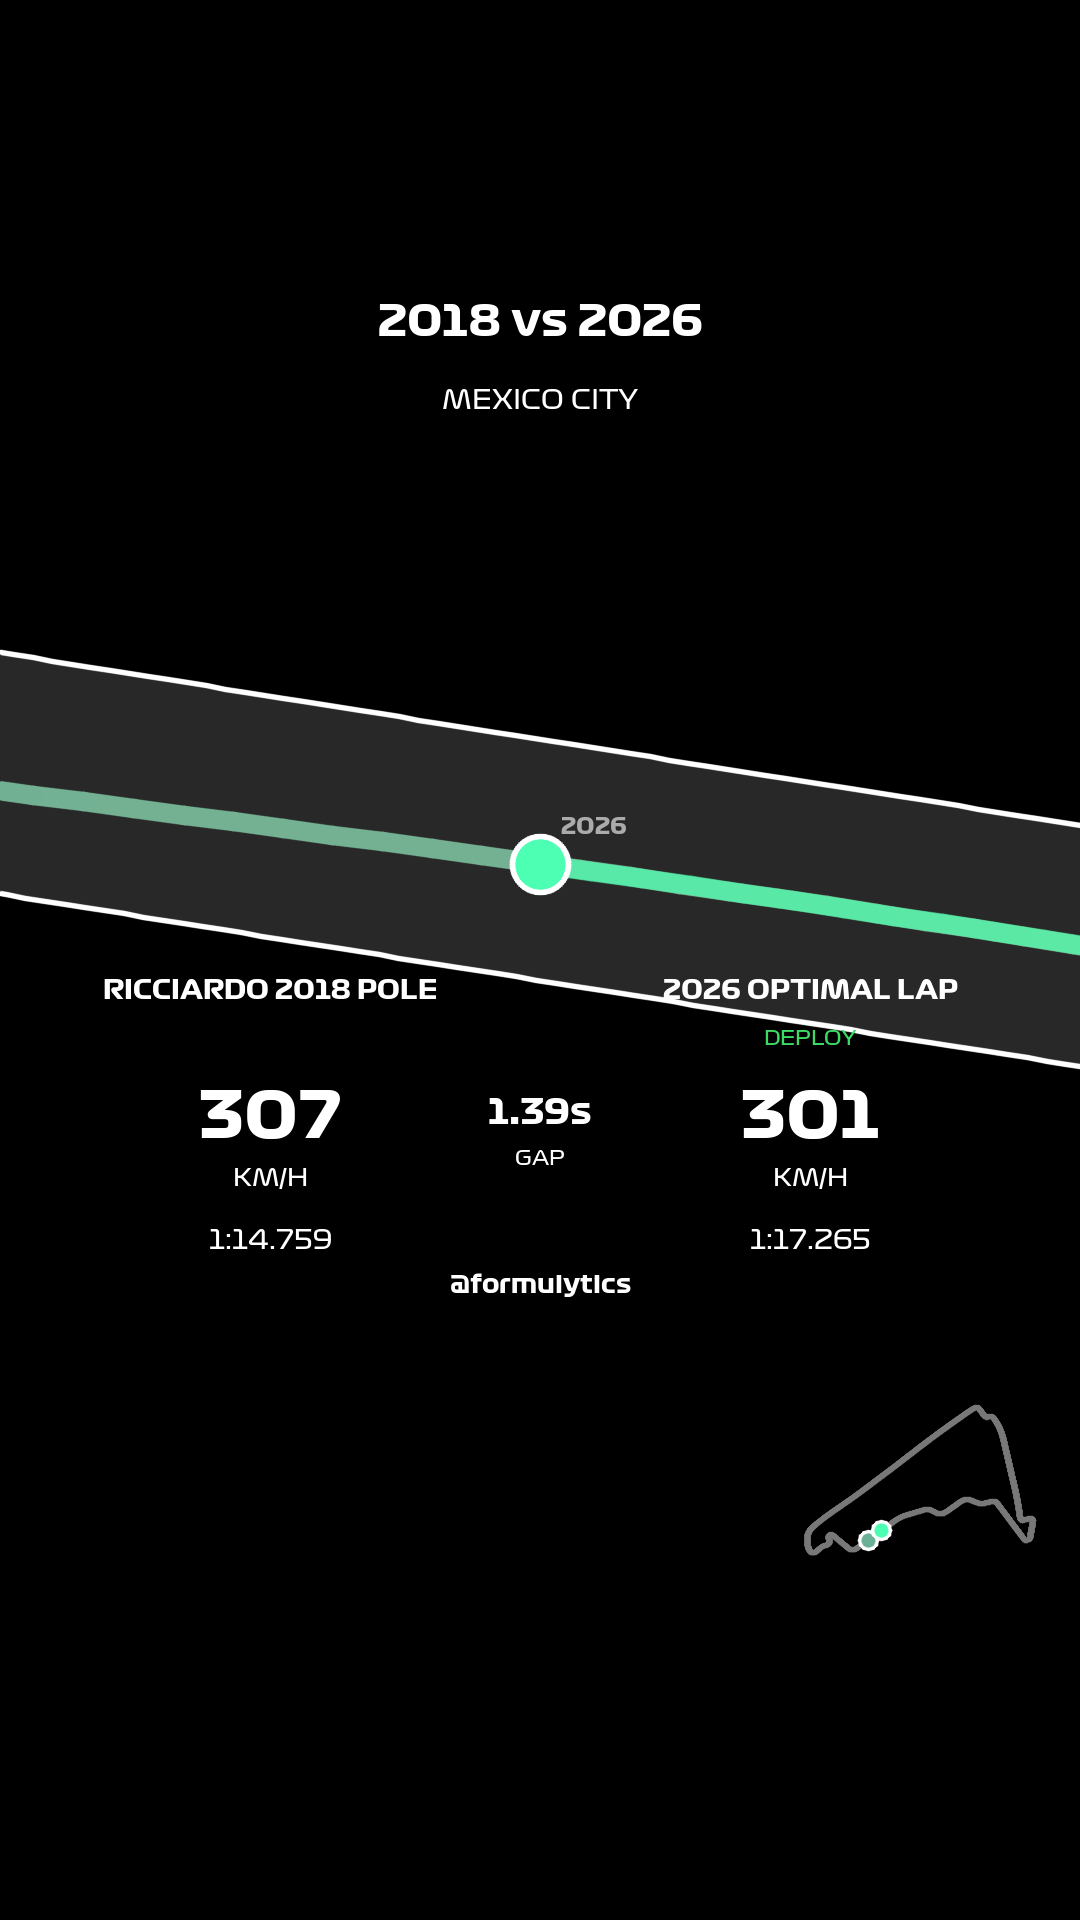 2018 vs 2026
MEXICO CITY
2026
RICCIARDO 2018 POLE
2026 OPTIMAL LAP
DEPLOY
307
KM/H
1:14.759
1.39s
GAP
301
KM/H
1:17.265
@formulytics